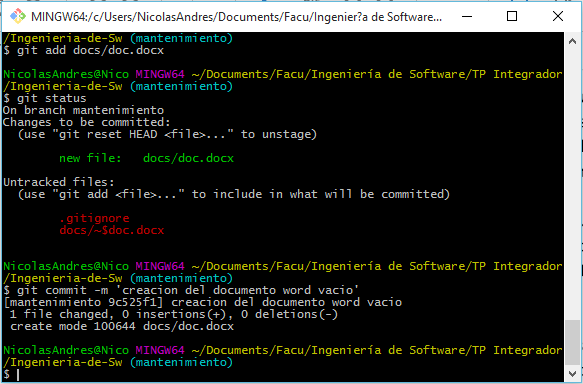 MINGW64:/c/Users/NicolasAndres/Documents/Facu/Ingenier?a de Software...
/Ingenieria-de-Sw (mantenimiento)
$ git add docs/doc.docx
NicolasAndres@Nico MINGW64 ~/Documents/Facu/Ingeniería de Software/TP Integrador
/Ingenieria-de-Sw (mantenimiento)
$ git status
On branch mantenimiento
Changes to be committed:
(use "git reset HEAD <file>..." to unstage)
new file: docs/doc.docx
Untracked files:
(use "git add <file>..." to include in what will be committed)
.gitignore
docs/~$doc.docx
NicolasAndres@Nico MINGW64 ~/Documents/Facu/Ingeniería de Software/TP Integrador
/Ingenieria-de-Sw (mantenimiento)
$ git commit -m 'creacion del documento word vacio'
[mantenimiento 9c525f1] creacion del documento word vacio
1 file changed, 0 insertions(+), 0 deletions(-)
create mode 100644 docs/doc.docx
NicolasAndres@Nico MINGW64 ~/Documents/Facu/Ingeniería de Software/TP Integrador
/Ingenieria-de-Sw (mantenimiento)
$